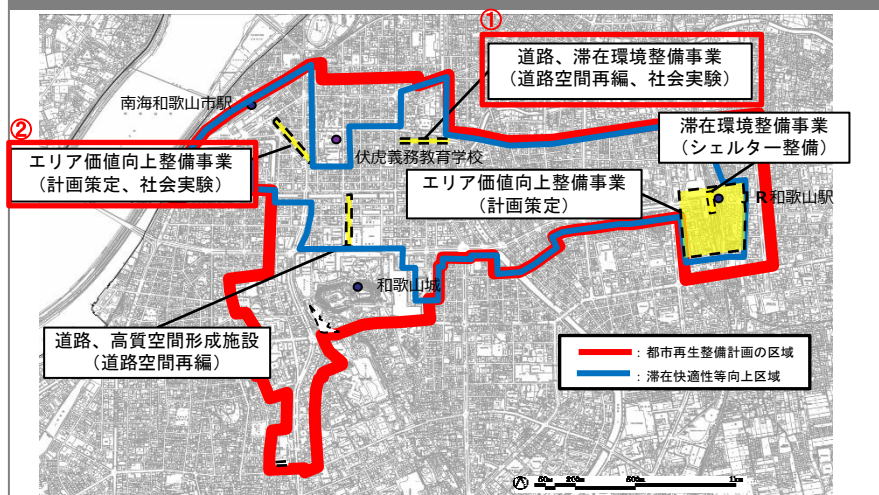 ①
道路、滞在環境整備事業
（道路空間再編、社会実験）
南海和歌山市駅
②
滞在環境整備事業
（シェルター整備）
伏虎義務教育学校
エリア価値向上整備事業
（計画策定、社会実験）
エリア価値向上整備事業
（計画策定）
JR和歌山駅
和歌山城
道路、高質空間形成施設
（道路空間再編）
：都市再生整備計画の区域
：滞在快適性等向上区域
50m 200m 500m 1km